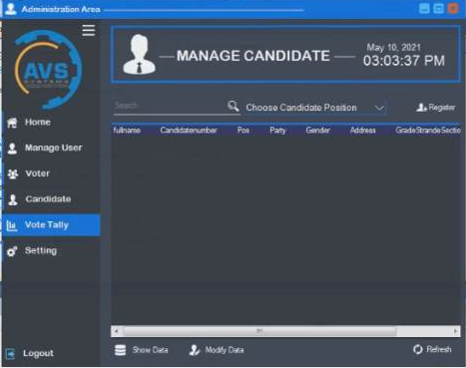 Administration Area
AVS
SYSTEMS
MANAGE CANDIDATE
May 10, 2021
03:03:37 PM
Search
Choose Candidate Position
Register
fullname Candidatenumber Pos Party Gender Address GradeStrandeSectio
Home
Manage User
Voter
Candidate
Vote Tally
Setting
Logout
Show Data
Modify Data
Refresh